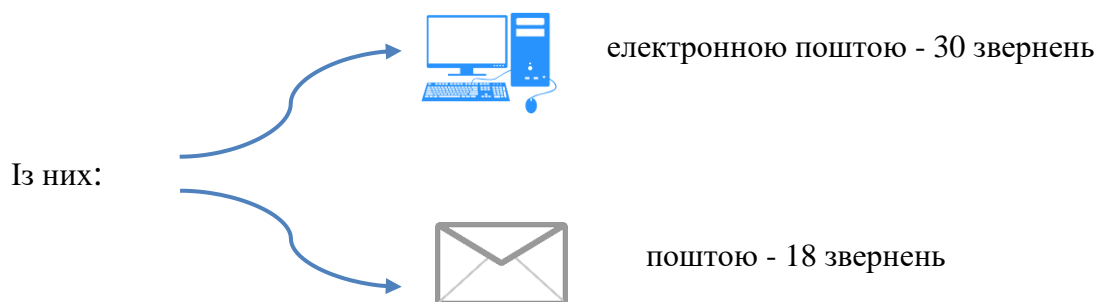 електронною поштою - 30 звернень
Із них:
поштою - 18 звернень